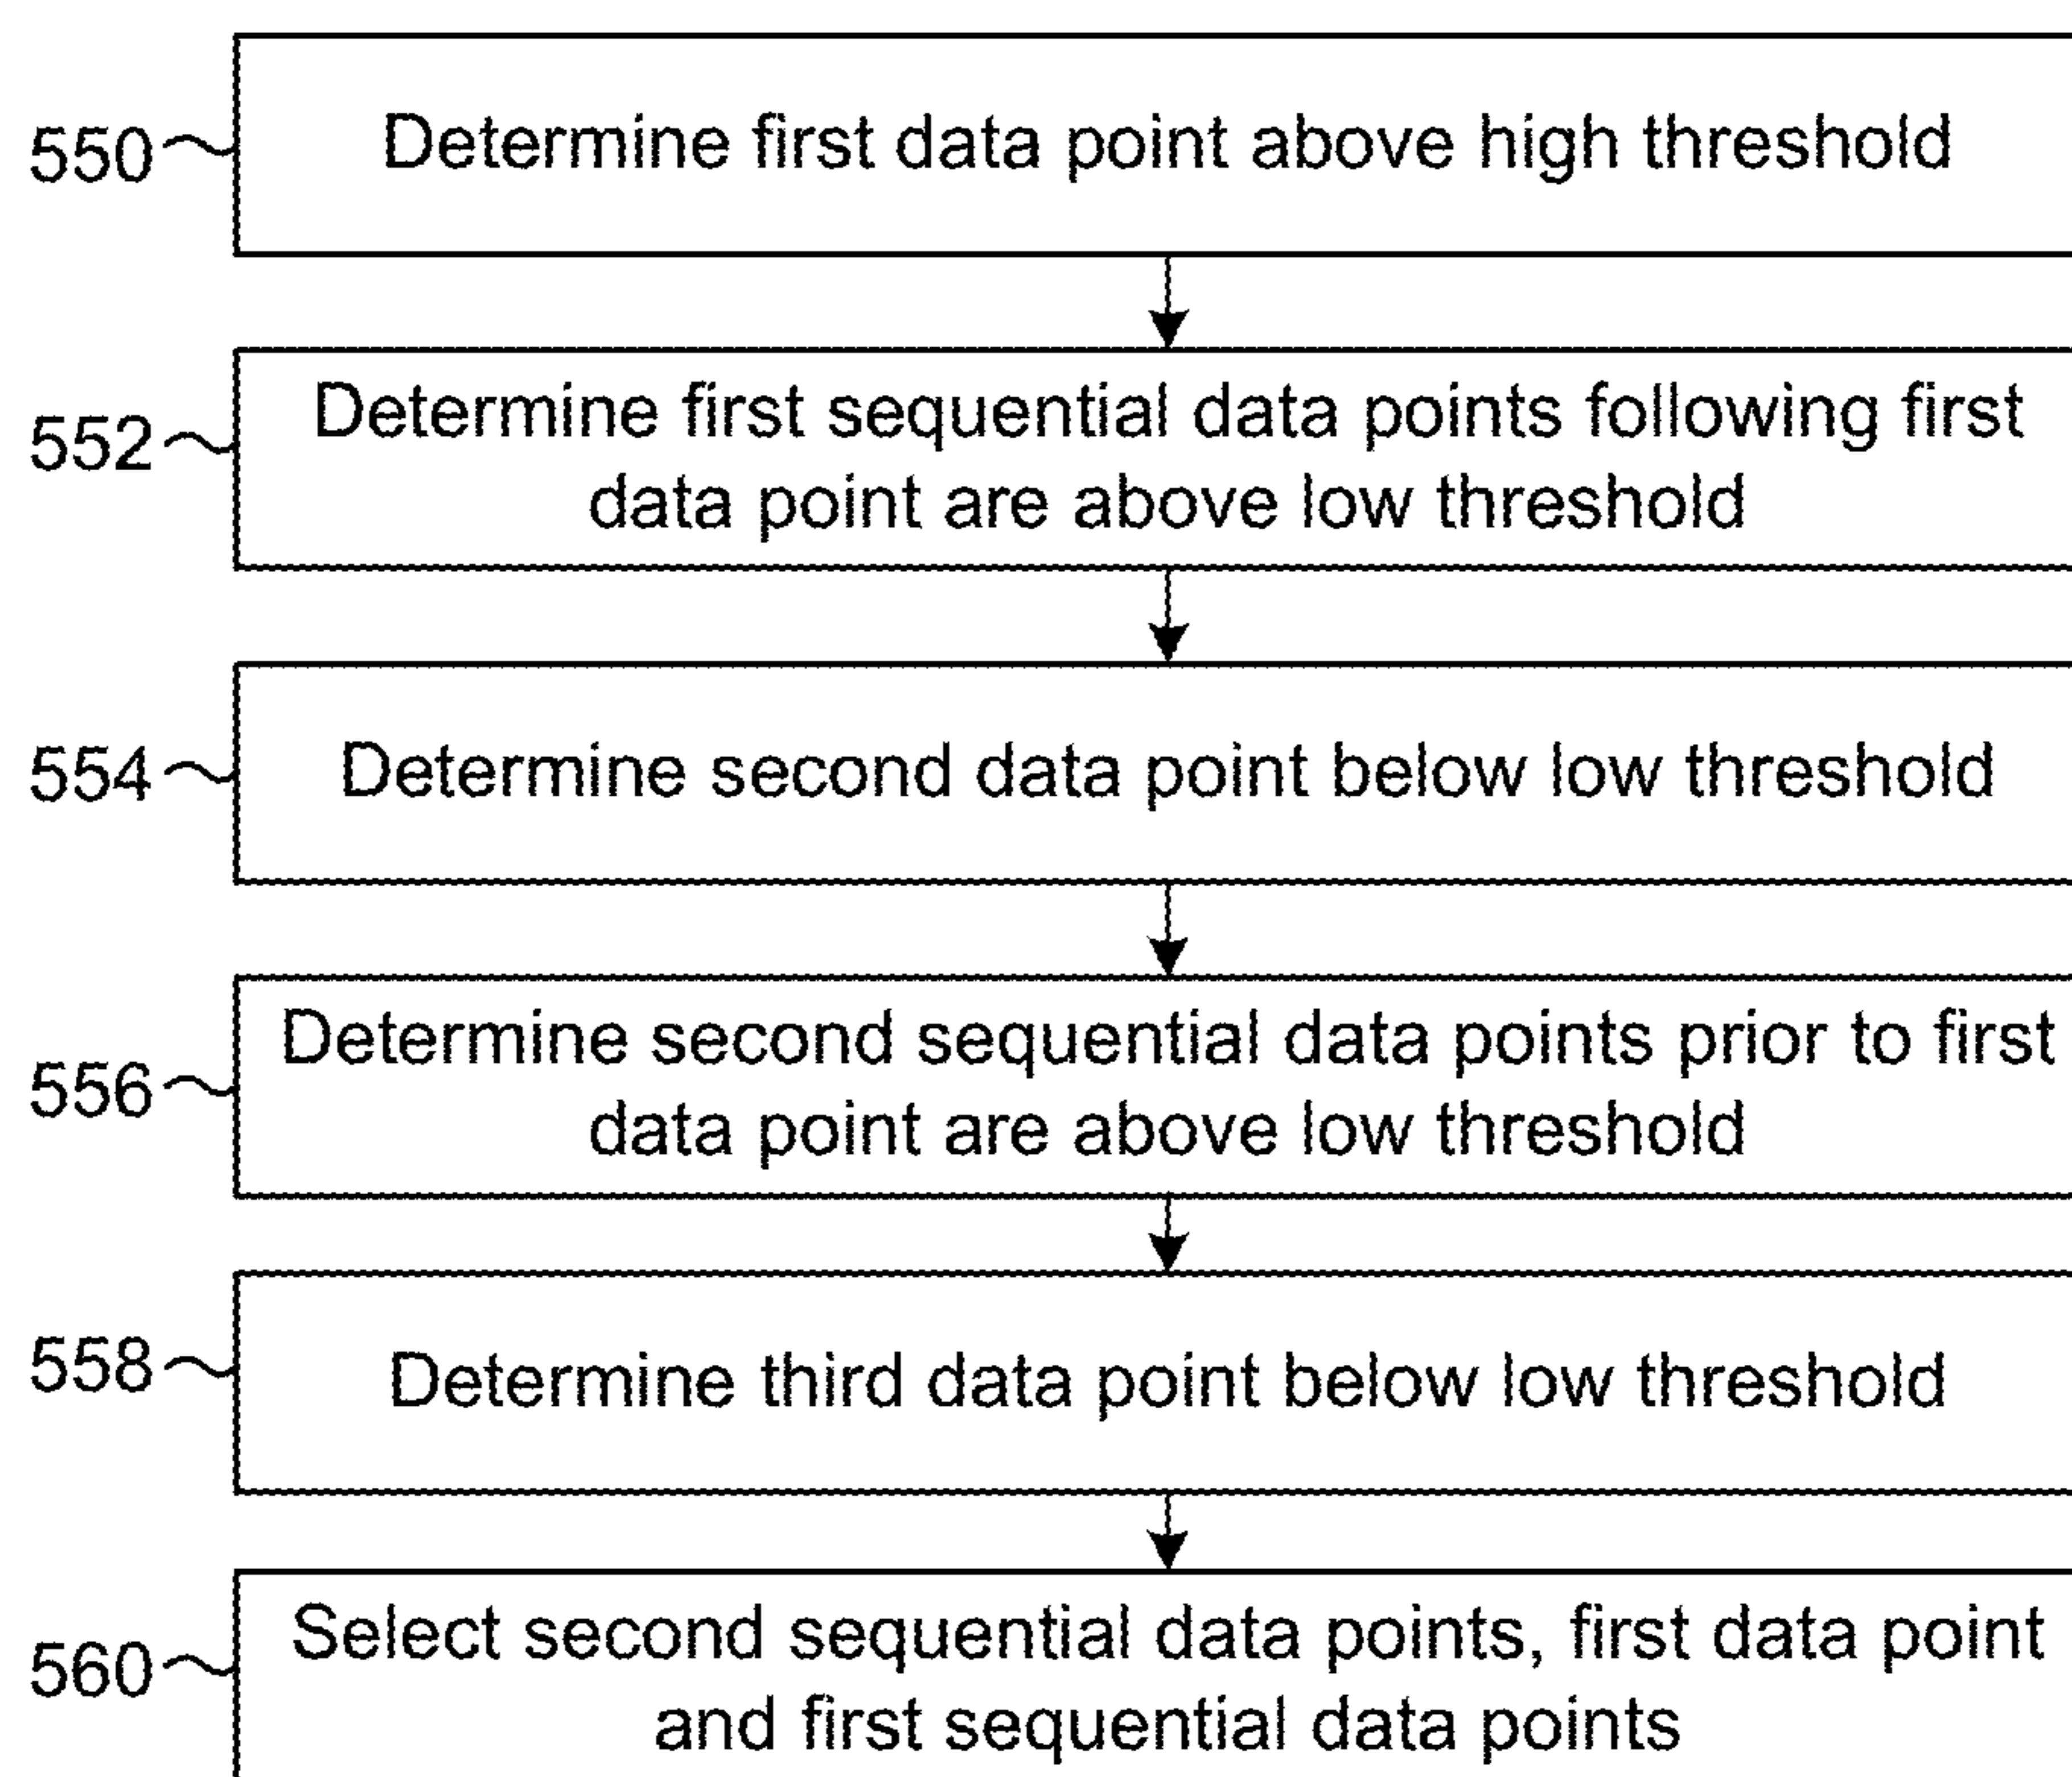 550
Determine first data point above high threshold
552
Determine first sequential data points following first
data point are above low threshold
554
Determine second data point below low threshold
556
Determine second sequential data points prior to first
data point are above low threshold
558
Determine third data point below low threshold
560
Select second sequential data points, first data point
and first sequential data points